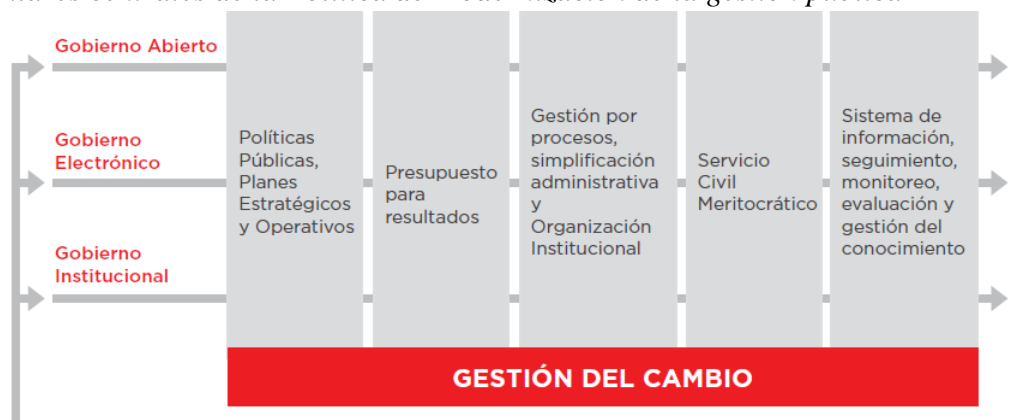 Gobierno Abierto
Gobierno
Electrónico
Gobierno
Institucional
Políticas
Públicas,
Planes
Estratégicos
y Operativos
Presupuesto
para
resultados
Gestión por
procesos,
simplificación
administrativa
y
Organización
Institucional
Servicio
Civil
Meritocrático
Sistema de
información,
seguimiento,
monitoreo,
evaluación y
gestión del
conocimiento
GESTIÓN DEL CAMBIO